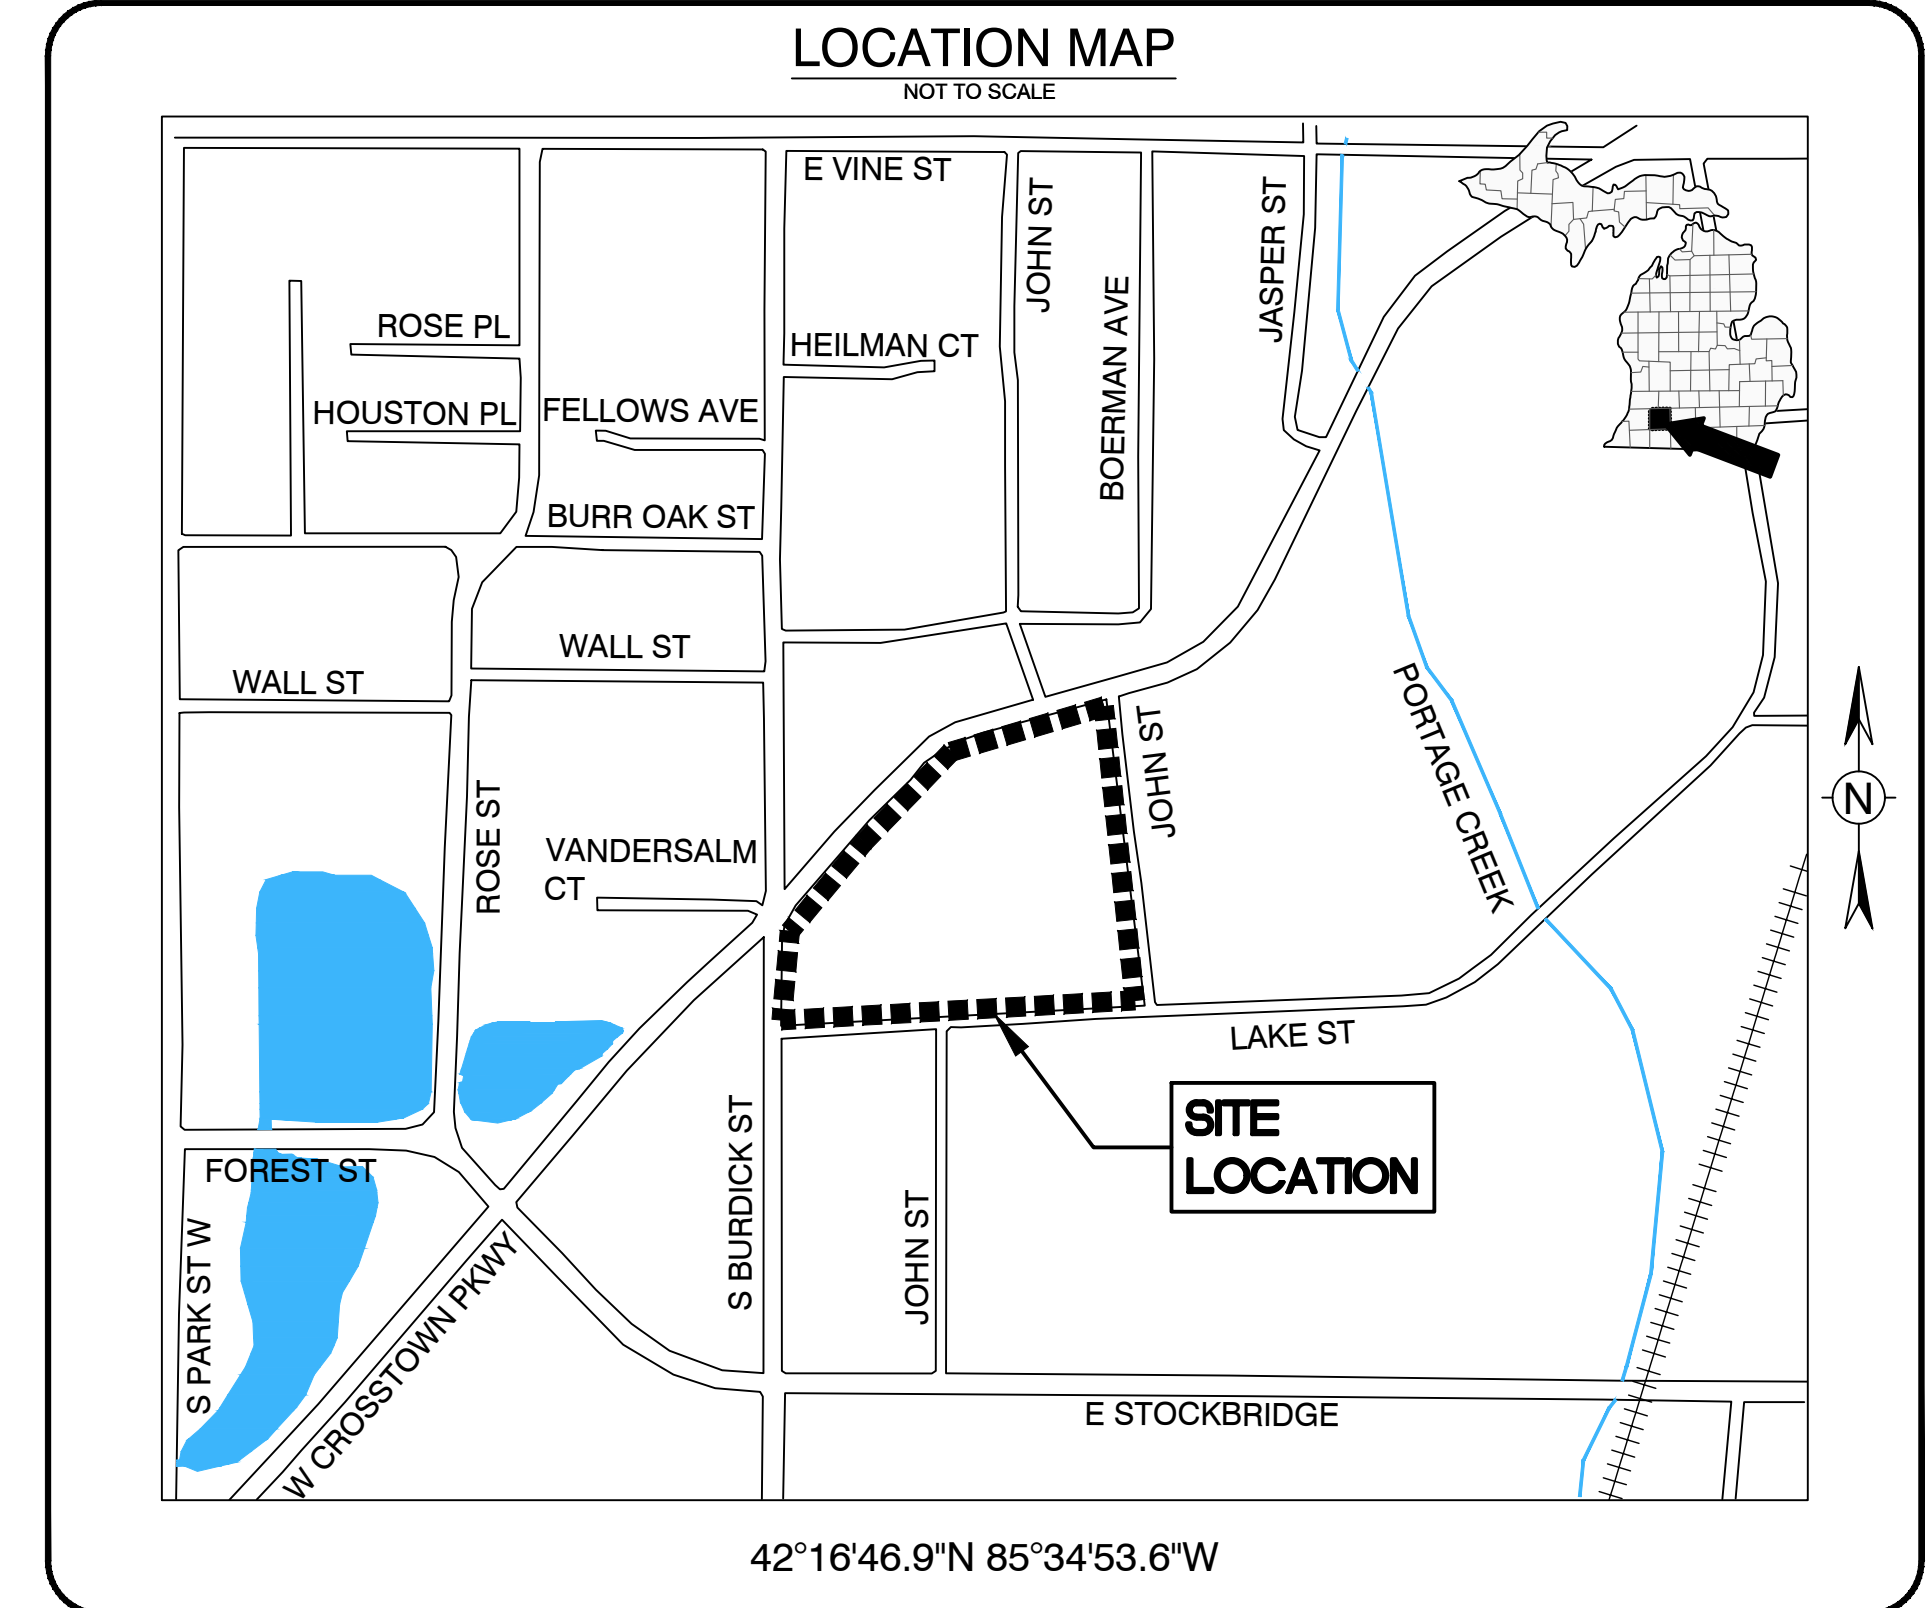 LOCATION MAP
NOT TO SCALE
E VINE ST
JOHN ST
JASPER ST
BOERMAN AVE
ROSE PL
HEILMAN CT
HOUSTON PL
FELLOWS AVE
BURR OAK ST
WALL ST
WALL ST
JOHN ST
PORTAGE CREEK
ROSE ST
VANDERSALM
CT
N
LAKE ST
SITE
LOCATION
S BURDICK ST
FOREST ST
JOHN ST
S PARK ST W
W CROSSTOWN PKWY
E STOCKBRIDGE
42°16'46.9"N 85°34'53.6"W